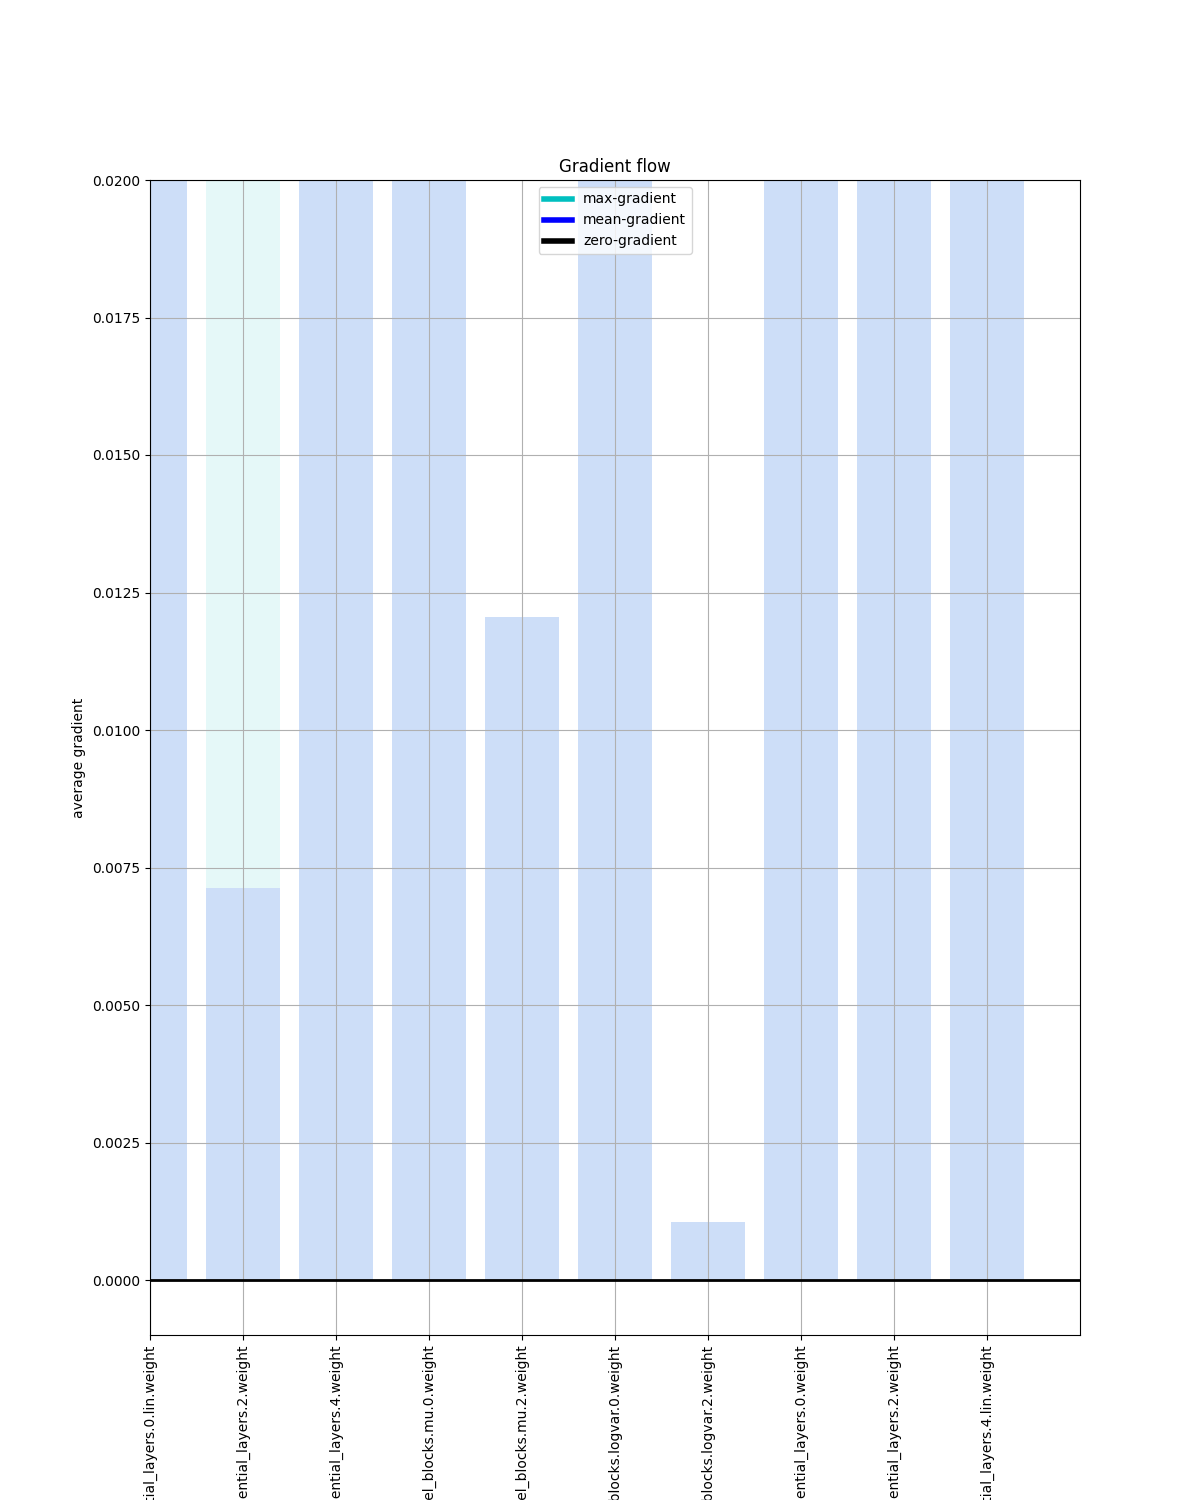 Gradient flow
max-gradient
mean-gradient
zero-gradient
0.0200
0.0175
0.0150
0.0125
0.0100
0.0075
0.0050
0.0025
0.0000
average gradient
tial_layers.0.lin.weight
ential_layers.2.weight
ential_layers.4.weight
el_blocks.mu.0.weight
el_blocks.mu.2.weight
blocks.logvar.0.weight
blocks.logvar.2.weight
ential_layers.0.weight
ential_layers.2.weight
tial_layers.4.lin.weight